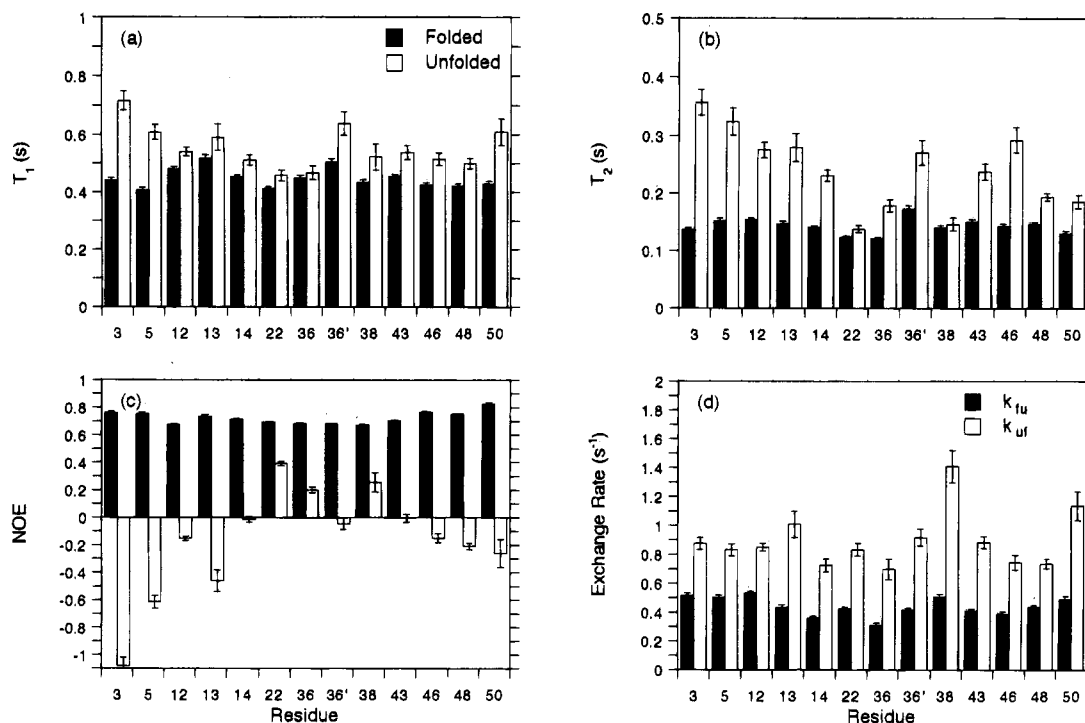 (a)
Folded
Unfolded
T1 (s)
1
0.8
0.6
0.4
0.2
0
3 5 12 13 14 22 36 36' 38 43 46 48 50
(b)
T2 (s)
0.5
0.4
0.3
0.2
0.1
0
3 5 12 13 14 22 36 36' 38 43 46 48 50
(c)
NOE
1
0.8
0.6
0.4
0.2
0
-0.2
-0.4
-0.6
-0.8
-1
3 5 12 13 14 22 36 36' 38 43 46 48 50
Residue
(d)
kfu
kuf
Exchange Rate (s-1)
2
1.8
1.6
1.4
1.2
1
0.8
0.6
0.4
0.2
0
3 5 12 13 14 22 36 36' 38 43 46 48 50
Residue